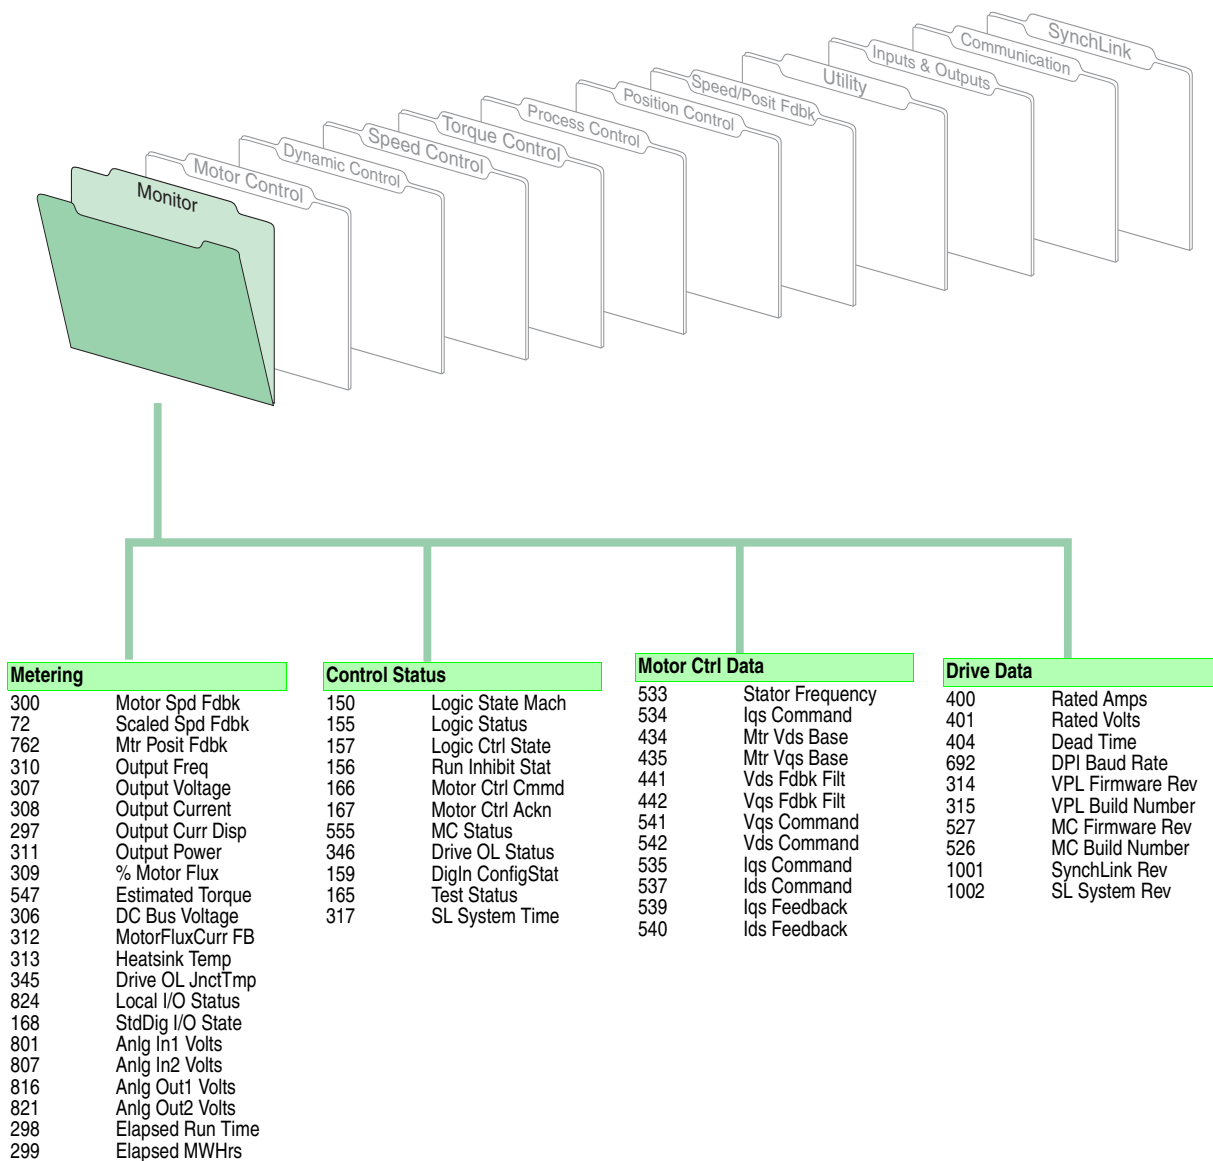 SynchLink
Communication
Inputs & Outputs
Utility
Speed/Posit Fdbk
Position Control
Process Control
Torque Control
Speed Control
Dynamic Control
Motor Control
Monitor
Metering
300 Motor Spd Fdbk
72 Scaled Spd Fdbk
762 Mtr Posit Fdbk
310 Output Freq
307 Output Voltage
308 Output Current
297 Output Curr Disp
311 Output Power
309 % Motor Flux
547 Estimated Torque
306 DC Bus Voltage
312 MotorFluxCurr FB
313 Heatsink Temp
345 Drive OL JnctTmp
824 Local I/O Status
168 StdDig I/O State
801 Anlg In1 Volts
807 Anlg In2 Volts
816 Anlg Out1 Volts
821 Anlg Out2 Volts
298 Elapsed Run Time
299 Elapsed MWHrs
Control Status
150 Logic State Mach
155 Logic Status
157 Logic Ctrl State
156 Run Inhibit Stat
166 Motor Ctrl Cmmd
167 Motor Ctrl Ackn
555 MC Status
346 Drive OL Status
159 DigIn ConfigStat
165 Test Status
317 SL System Time
Motor Ctrl Data
533 Stator Frequency
534 Iqs Command
434 Mtr Vds Base
435 Mtr Vqs Base
441 Vds Fdbk Filt
442 Vqs Fdbk Filt
541 Vqs Command
542 Vds Command
535 Iqs Command
537 Ids Command
539 Iqs Feedback
540 Ids Feedback
Drive Data
400 Rated Amps
401 Rated Volts
404 Dead Time
692 DPI Baud Rate
314 VPL Firmware Rev
315 VPL Build Number
527 MC Firmware Rev
526 MC Build Number
1001 SynchLink Rev
1002 SL System Rev